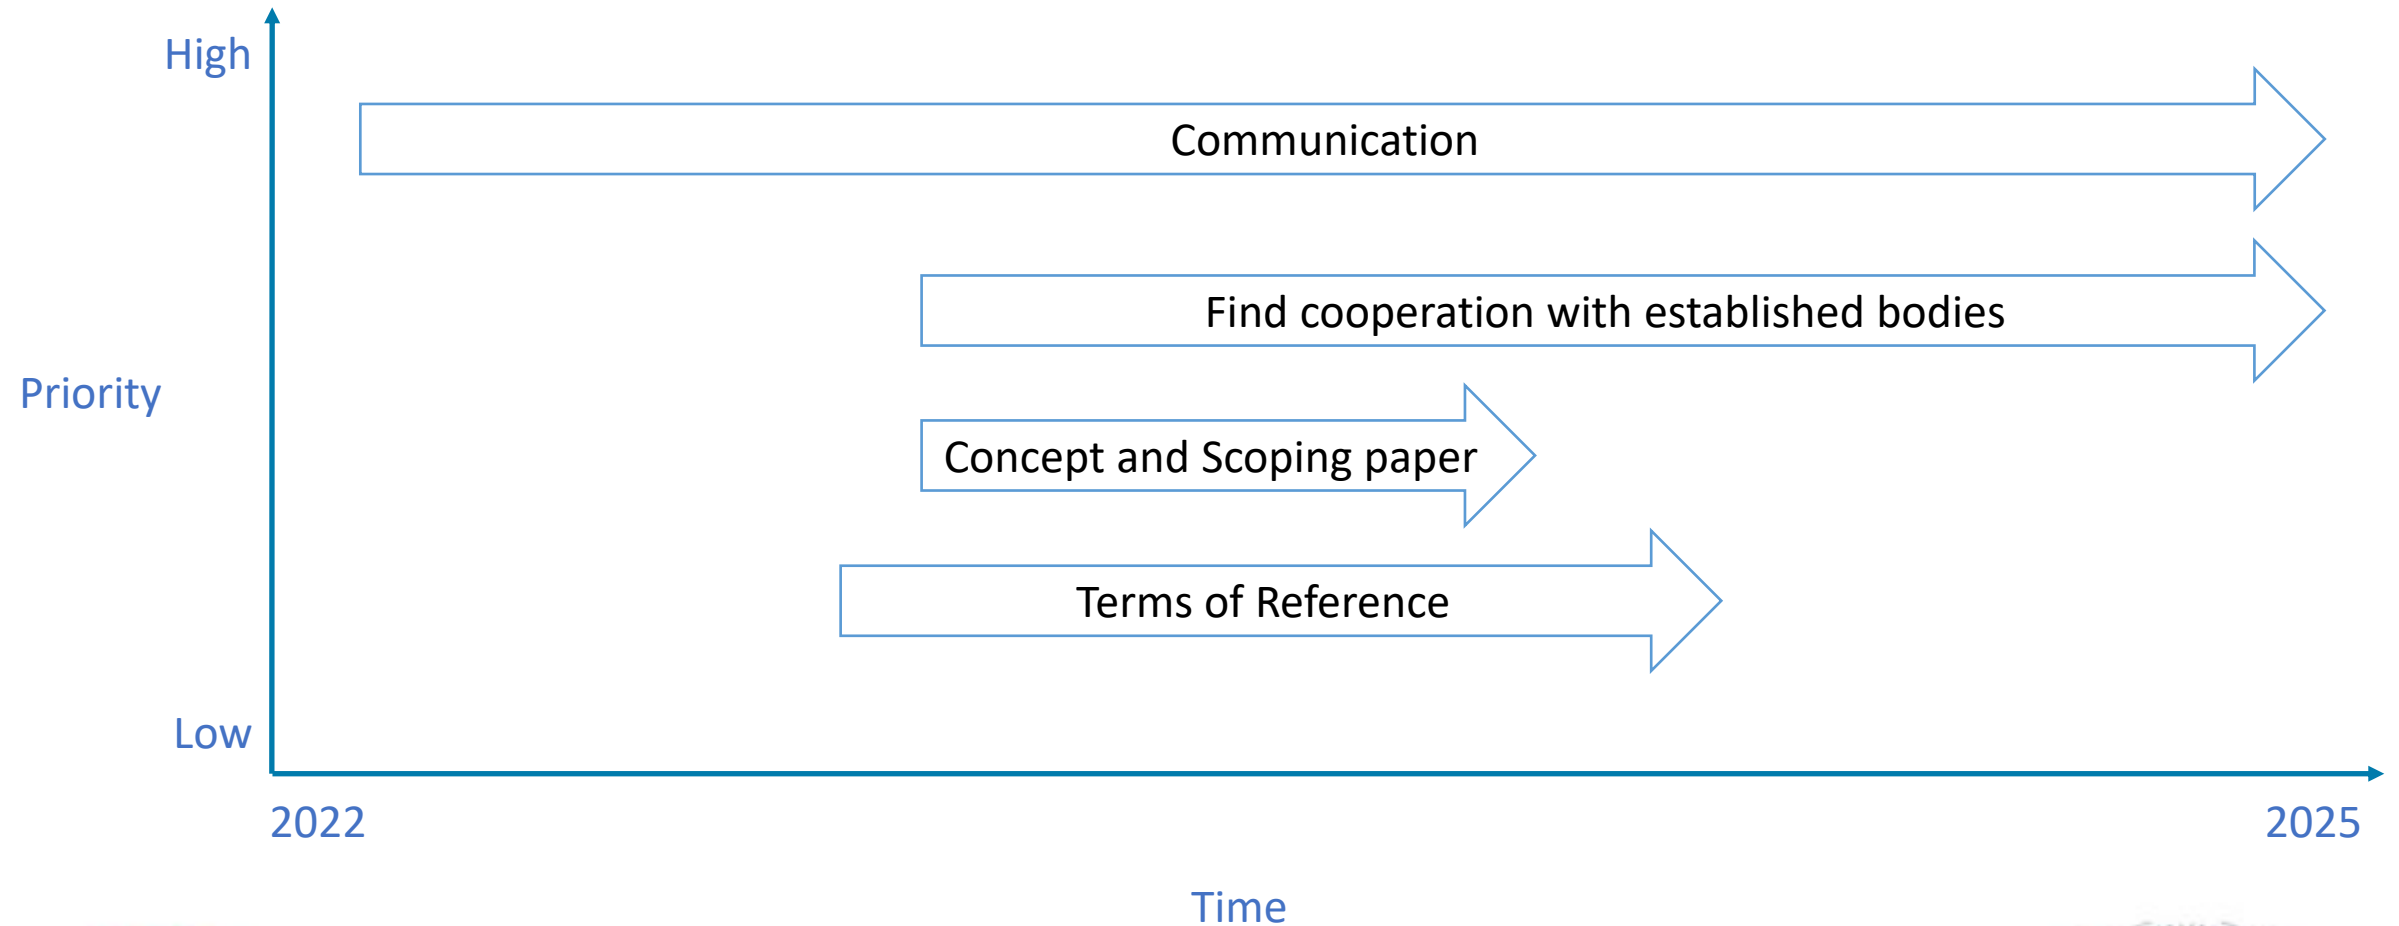 High
Communication
Find cooperation with established bodies
Priority
Concept and Scoping paper
Terms of Reference
Low
2022
2025
Time